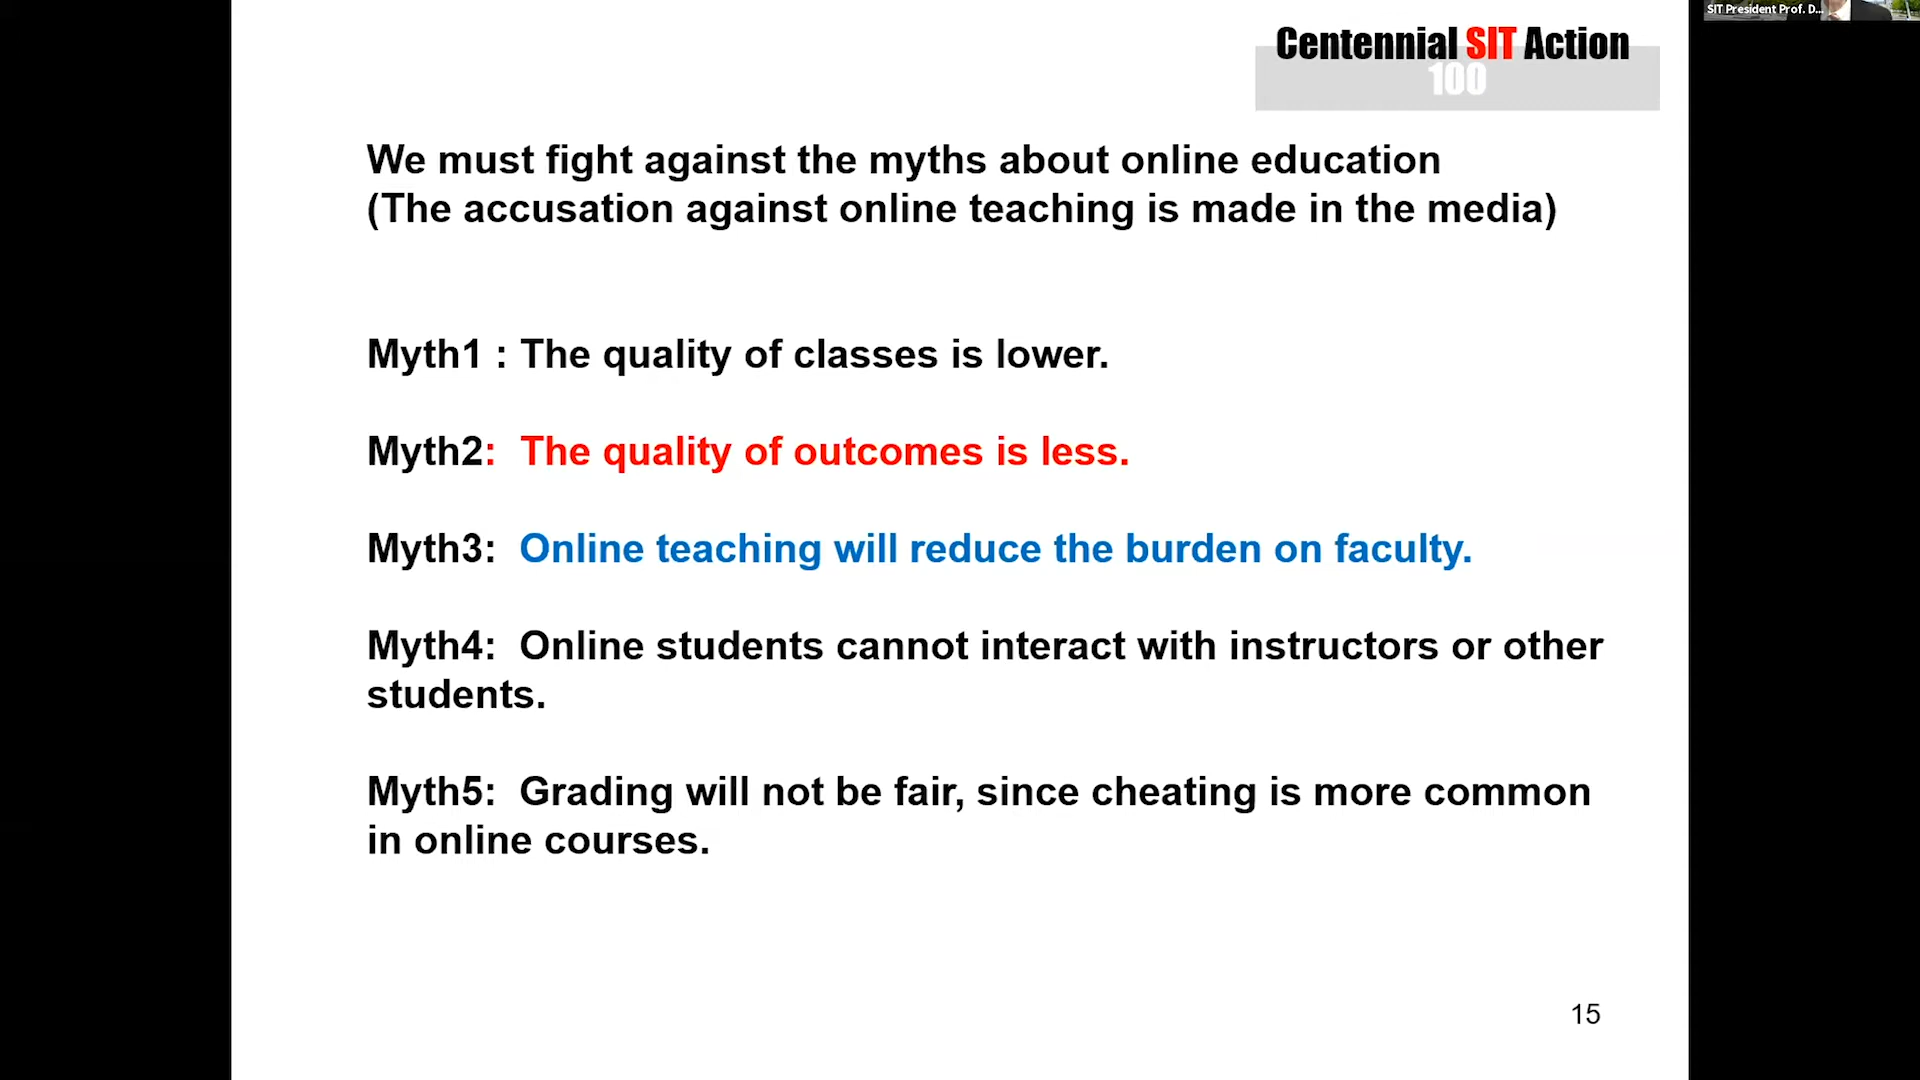 SIT President Prof. D...
Centennial SIT Action
100
We must fight against the myths about online education
(The accusation against online teaching is made in the media)
Myth1 : The quality of classes is lower.
Myth2: The quality of outcomes is less.
Myth3: Online teaching will reduce the burden on faculty.
Myth4: Online students cannot interact with instructors or other
students.
Myth5: Grading will not be fair, since cheating is more common
in online courses.
15